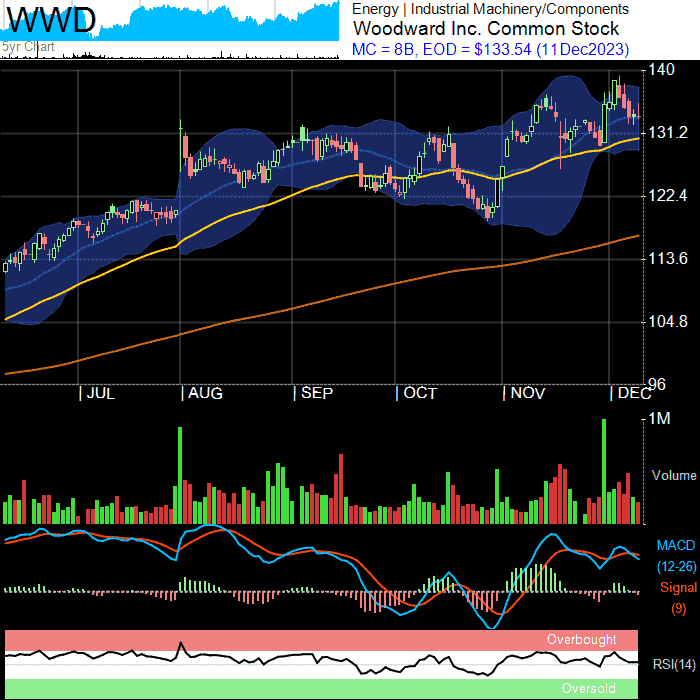 WWD
5yr Chart
Energy | Industrial Machinery/Components
Woodward Inc. Common Stock
MC = 8B, EOD = $133.54 (11Dec2023)
140
131.2
122.4
113.6
104.8
96
| JUL
| AUG
| SEP
| OCT
| NOV
| DEC
1M
Volume
MACD
(12-26)
Signal
(9)
Overbought
RSI(14)
Oversold